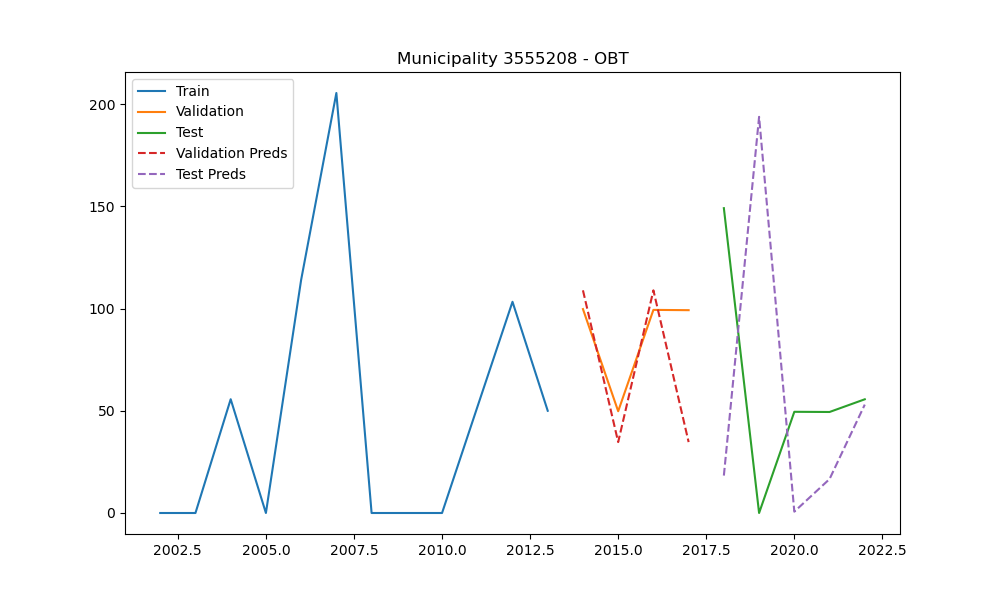 Municipality 3555208 - OBT
Train
Validation
Test
Validation Preds
Test Preds
200
150
100
50
0
2002.5 2005.0 2007.5 2010.0 2012.5 2015.0 2017.5 2020.0 2022.5